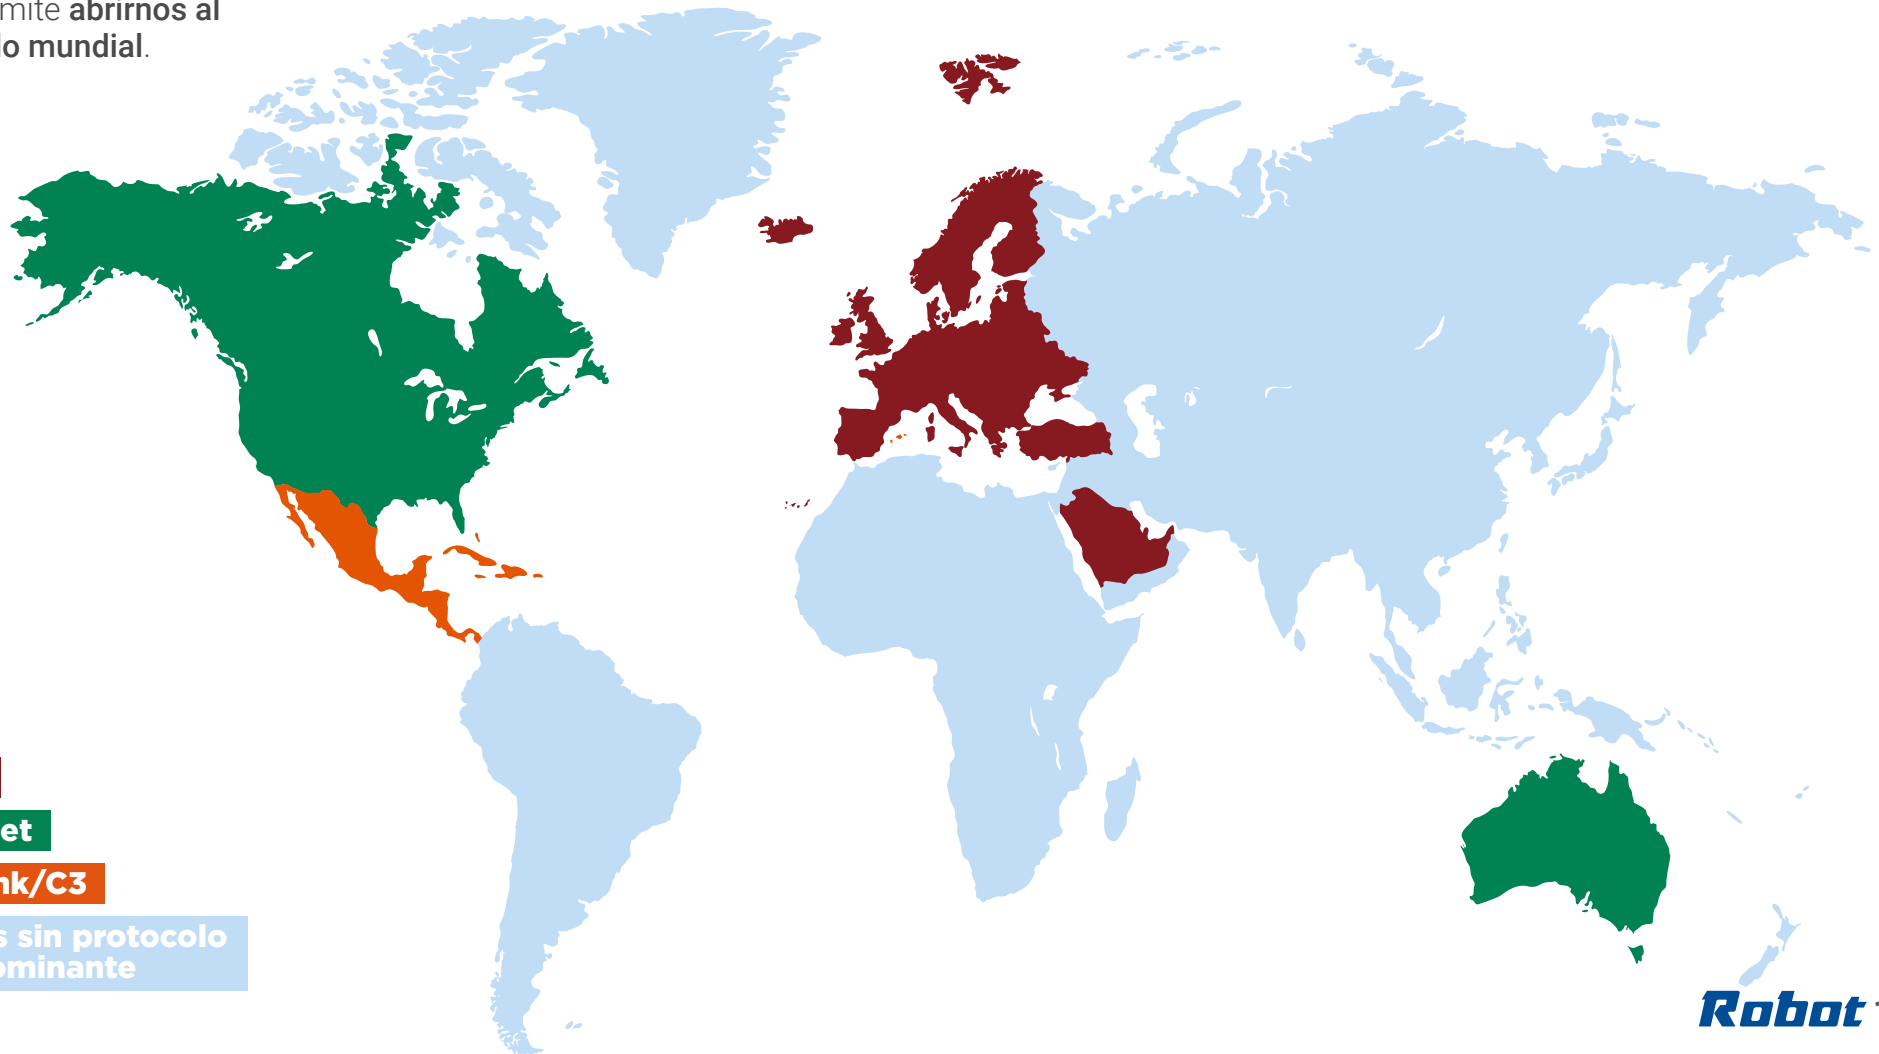 mite abrirnos al
lo mundial.
et
nk/C3
s sin protocolo
ominante
Robot